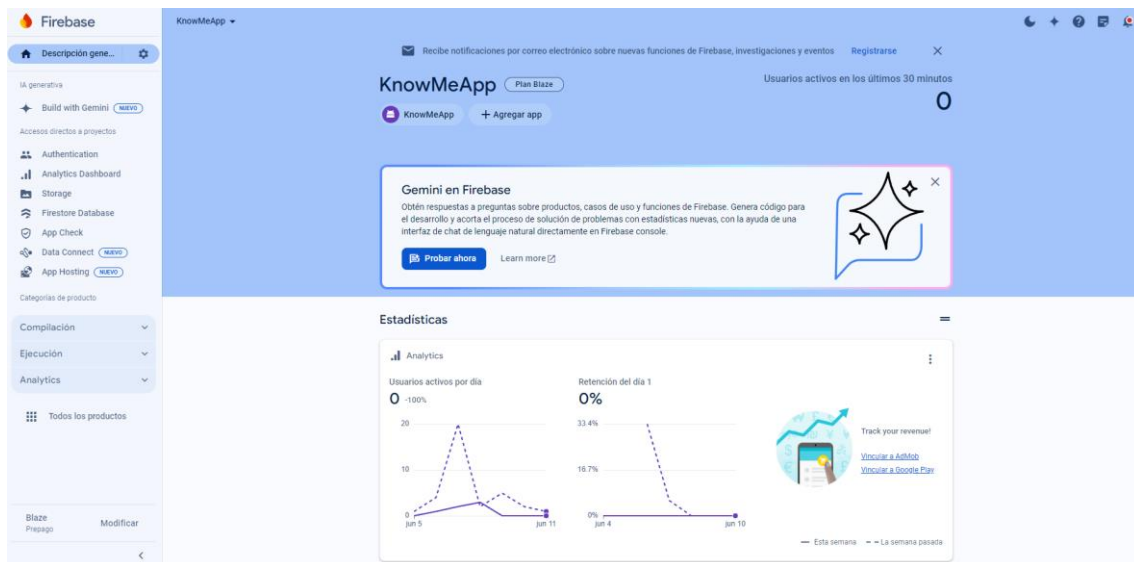 Firebase
Descripción gene...
IA generativa
Build with Gemini NUEVO
Accesos directos a proyectos
Authentication
Analytics Dashboard
Storage
Firestore Database
App Check
Data Connect NUEVO
App Hosting NUEVO
Categorías de producto
Compilación
Ejecución
Analytics
Todos los productos
Blaze
Prepago
Modificar
KnowMeApp
Recibe notificaciones por correo electrónico sobre nuevas funciones de Firebase, investigaciones y eventos Registrarse
KnowMeApp Plan Blaze
Usuarios activos en los últimos 30 minutos
0
KnowMeApp + Agregar app
Gemini en Firebase
Obtén respuestas a preguntas sobre productos, casos de uso y funciones de Firebase. Genera código para
el desarrollo y acorta el proceso de solución de problemas con estadísticas nuevas, con la ayuda de una
interfaz de chat de lenguaje natural directamente en Firebase console.
Probar ahora Learn more
Estadísticas
Analytics
Usuarios activos por día
0 -100%
20
10
0
jun 5 jun 11
Retención del día 1
0%
33.4%
16.7%
0%
jun 4 jun 10
Track your revenue!
Vincular a AdMob
Vincular a Google Play
Esta semana La semana pasada